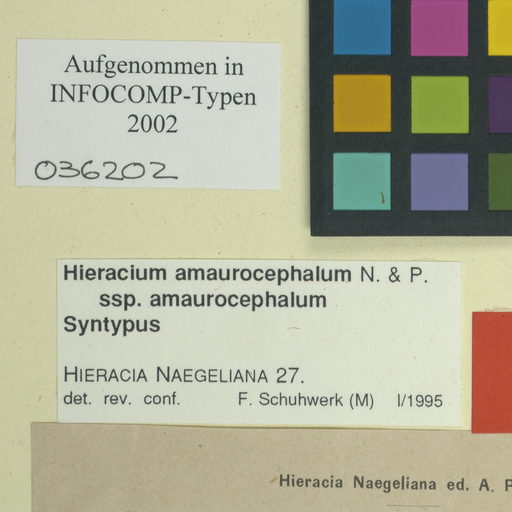 Aufgenommen in
INFOCOMP-Typen
2002
036202
Hieracium amaurocephalum N. & P.
ssp. amaurocephalum
Syntypus
HIERACIA NAEGELIANA 27.
det. rev. conf. F. Schuhwerk (M) I/1995
Hieracia Naegeliana ed. A. P